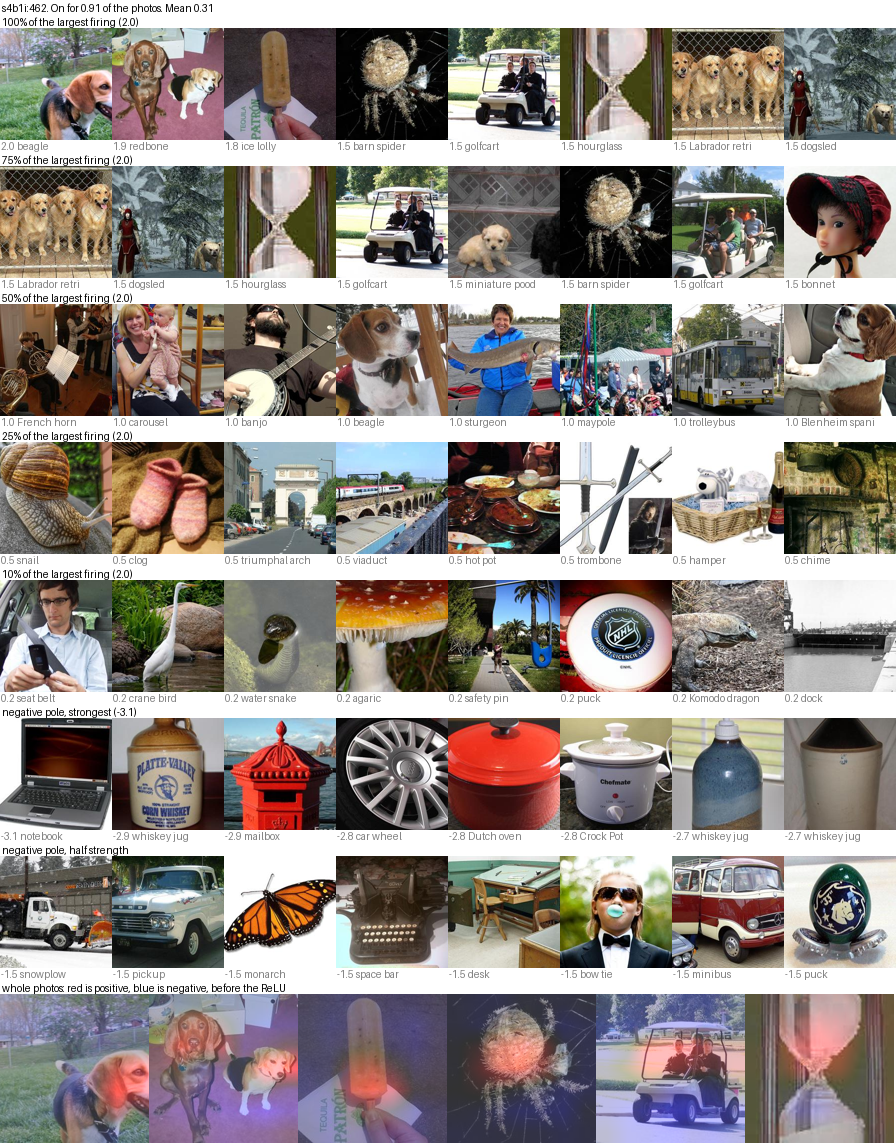 s4b1i:462. On for 0.91 of the photos. Mean 0.31
100% of the largest firing (2.0)
TEQUILA
PATRON
2.0 beagle
1.9 redbone
1.8 ice lolly
1.5 barn spider
1.5 golfcart
1.5 hourglass
1.5 Labrador retri
1.5 dogsled
75% of the largest firing (2.0)
1.5 Labrador retri
1.5 dogsled
1.5 hourglass
1.5 golfcart
1.5 miniature pood
1.5 barn spider
1.5 golfcart
1.5 bonnet
50% of the largest firing (2.0)
1.0 French horn
1.0 carousel
1.0 banjo
1.0 beagle
1.0 sturgeon
1.0 maypole
1.0 trolleybus
1.0 Blenheim spani
25% of the largest firing (2.0)
0.5 snail
0.5 clog
0.5 triumphal arch
0.5 viaduct
0.5 hot pot
0.5 trombone
0.5 hamper
0.5 chime
10% of the largest firing (2.0)
NHL
0.2 seat belt
0.2 crane bird
0.2 water snake
0.2 agaric
0.2 safety pin
0.2 puck
0.2 Komodo dragon
0.2 dock
negative pole, strongest (-3.1)
PLATTE-VALLEY
CORN WHISKEY
Chefmate
-3.1 notebook
-2.9 whiskey jug
-2.9 mailbox
-2.8 car wheel
-2.8 Dutch oven
-2.8 Crock Pot
-2.7 whiskey jug
-2.7 whiskey jug
negative pole, half strength
-1.5 snowplow
-1.5 pickup
-1.5 monarch
-1.5 space bar
-1.5 desk
-1.5 bow tie
-1.5 minibus
-1.5 puck
whole photos: red is positive, blue is negative, before the ReLU
TEQUILA
PATRON